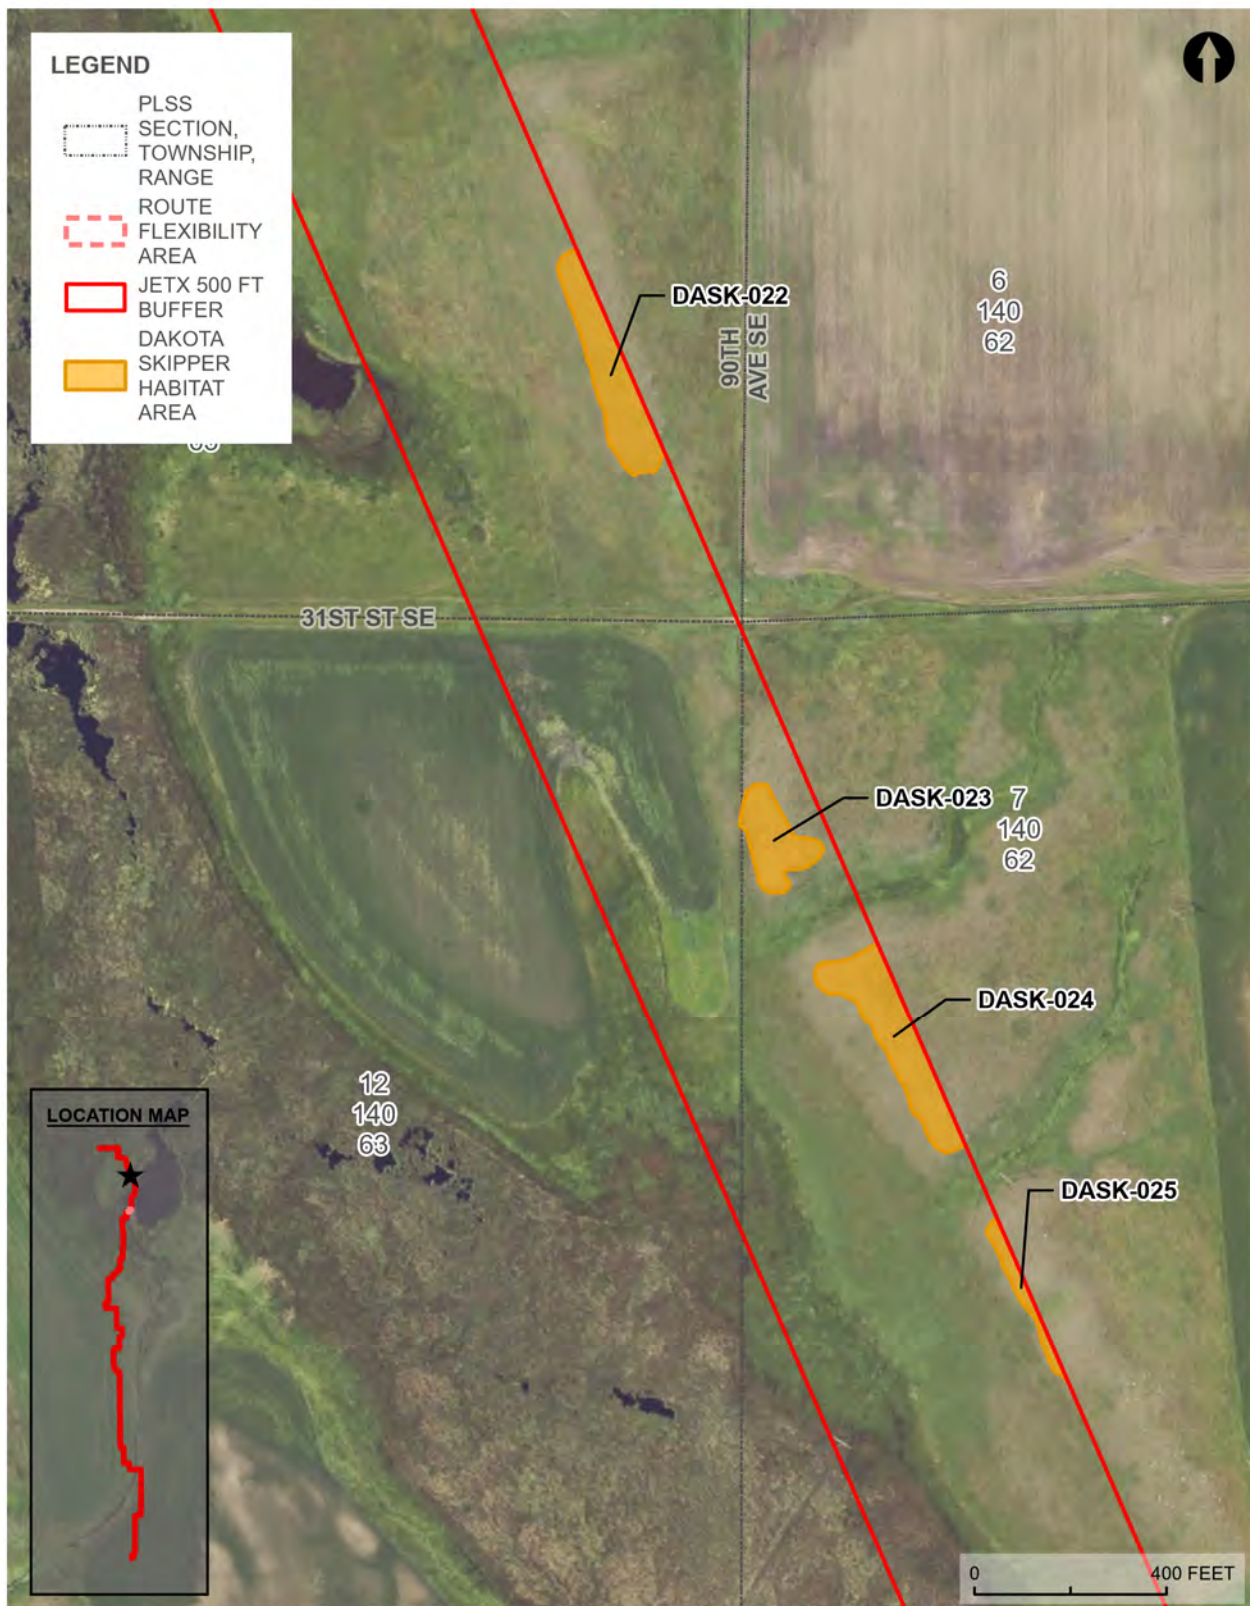 LEGEND
PLSS
SECTION,
TOWNSHIP,
RANGE
ROUTE
FLEXIBILITY
AREA
JETX 500 FT
BUFFER
DAKOTA
SKIPPER
HABITAT
AREA
DASK-022
90TH
AVE SE
6
140
62
31ST ST SE
DASK-023
7
140
62
DASK-024
12
140
63
DASK-025
LOCATION MAP
0
400 FEET